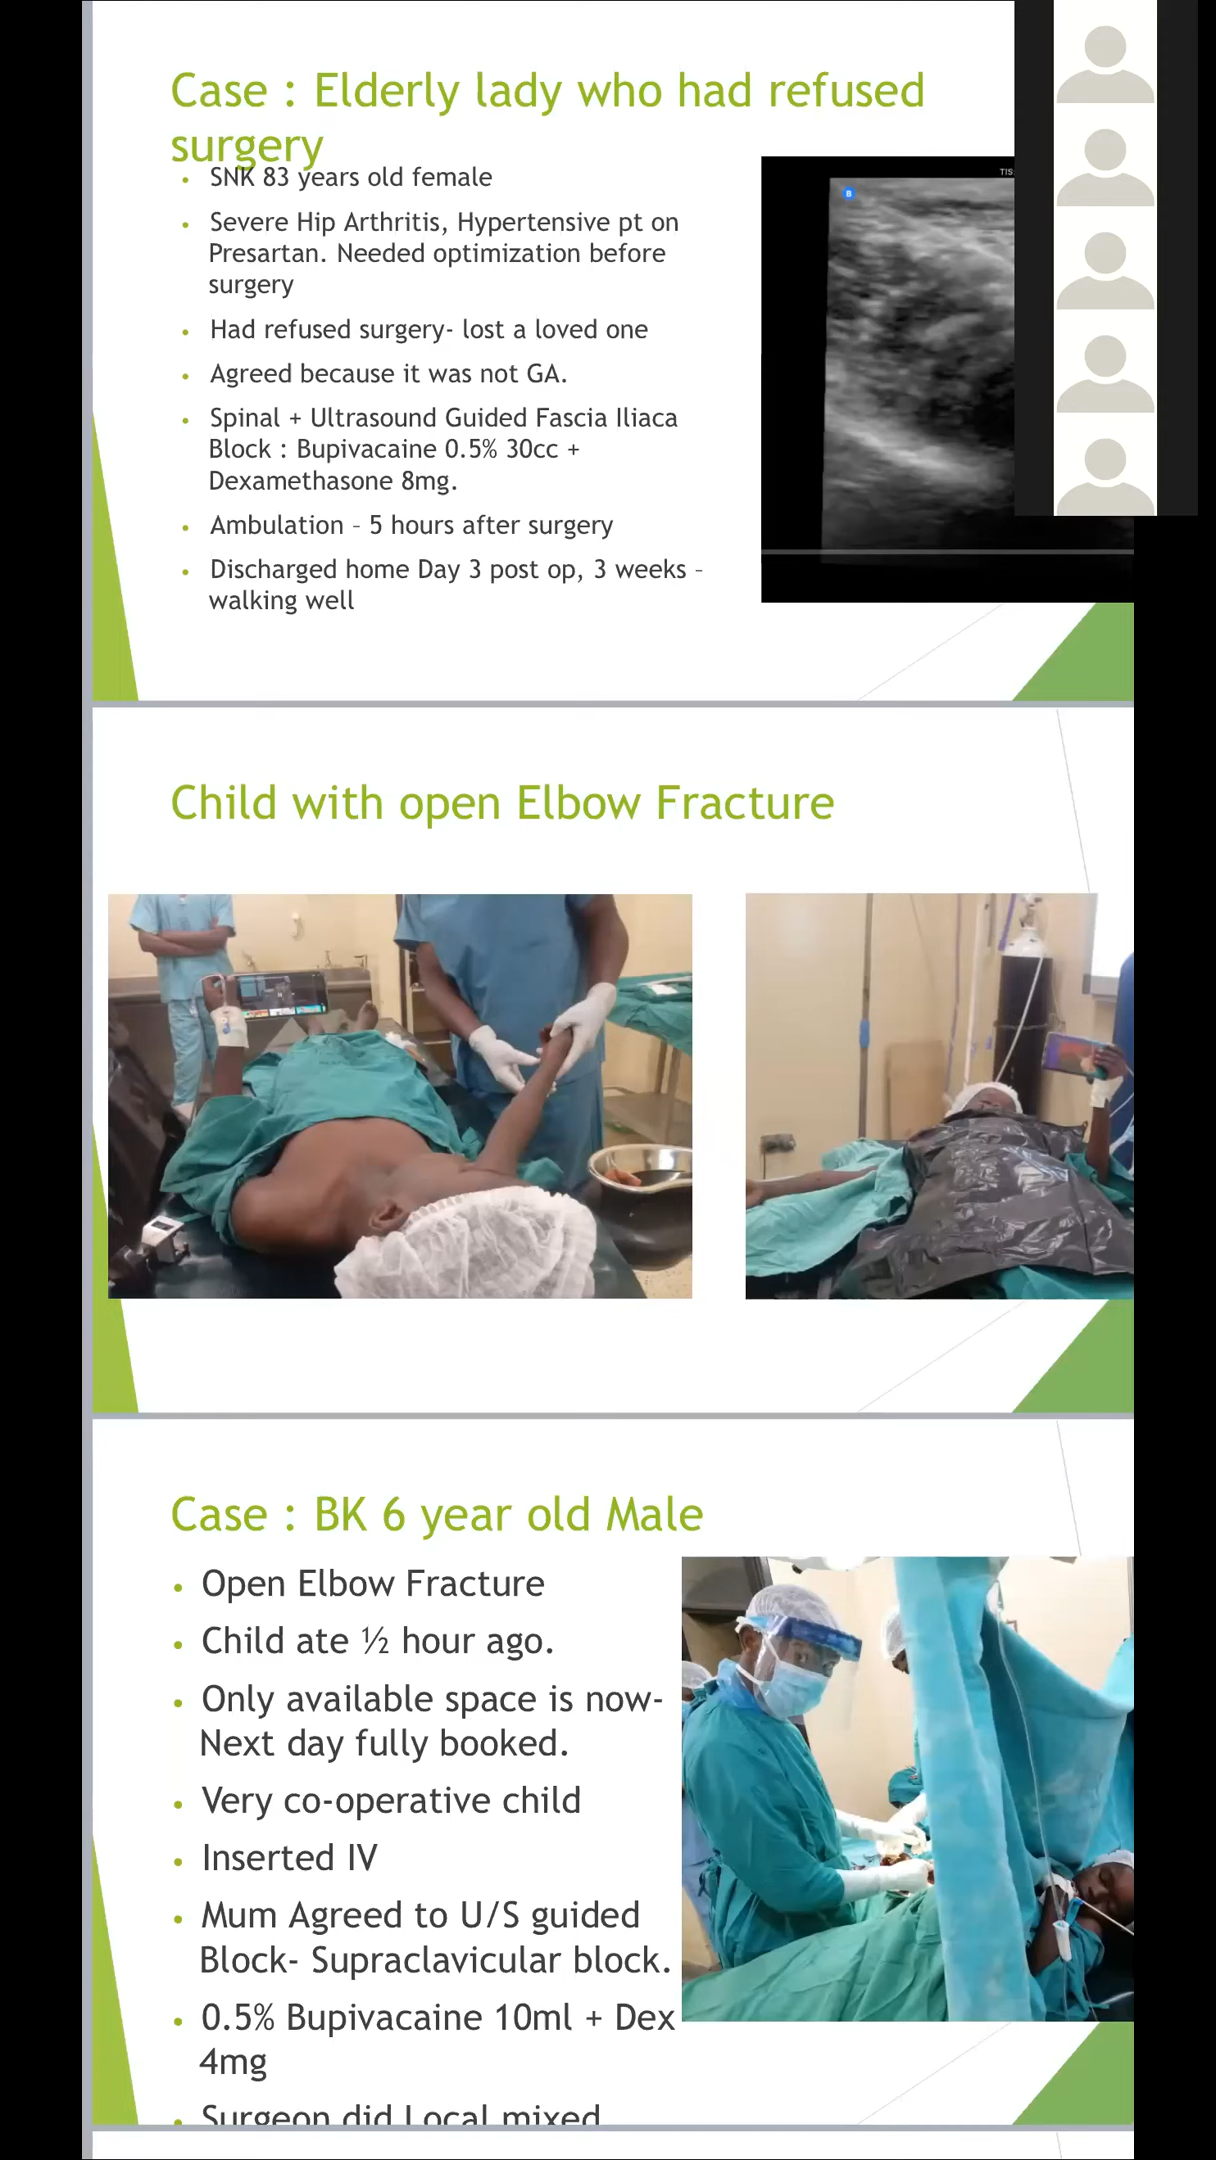 Case : Elderly lady who had refused
surgery
• SNK 83 years old female
• Severe Hip Arthritis, Hypertensive pt on
Presartan. Needed optimization before
surgery
• Had refused surgery- lost a loved one
• Agreed because it was not GA.
• Spinal + Ultrasound Guided Fascia Iliaca
Block : Bupivacaine 0.5% 30cc +
Dexamethasone 8mg.
• Ambulation – 5 hours after surgery
• Discharged home Day 3 post op, 3 weeks –
walking well
TIS
B
Child with open Elbow Fracture
Case : BK 6 year old Male
• Open Elbow Fracture
• Child ate ½ hour ago.
• Only available space is now-
Next day fully booked.
• Very co-operative child
• Inserted IV
• Mum Agreed to U/S guided
Block- Supraclavicular block.
• 0.5% Bupivacaine 10ml + Dex
4mg
• Surgeon did Local mixed